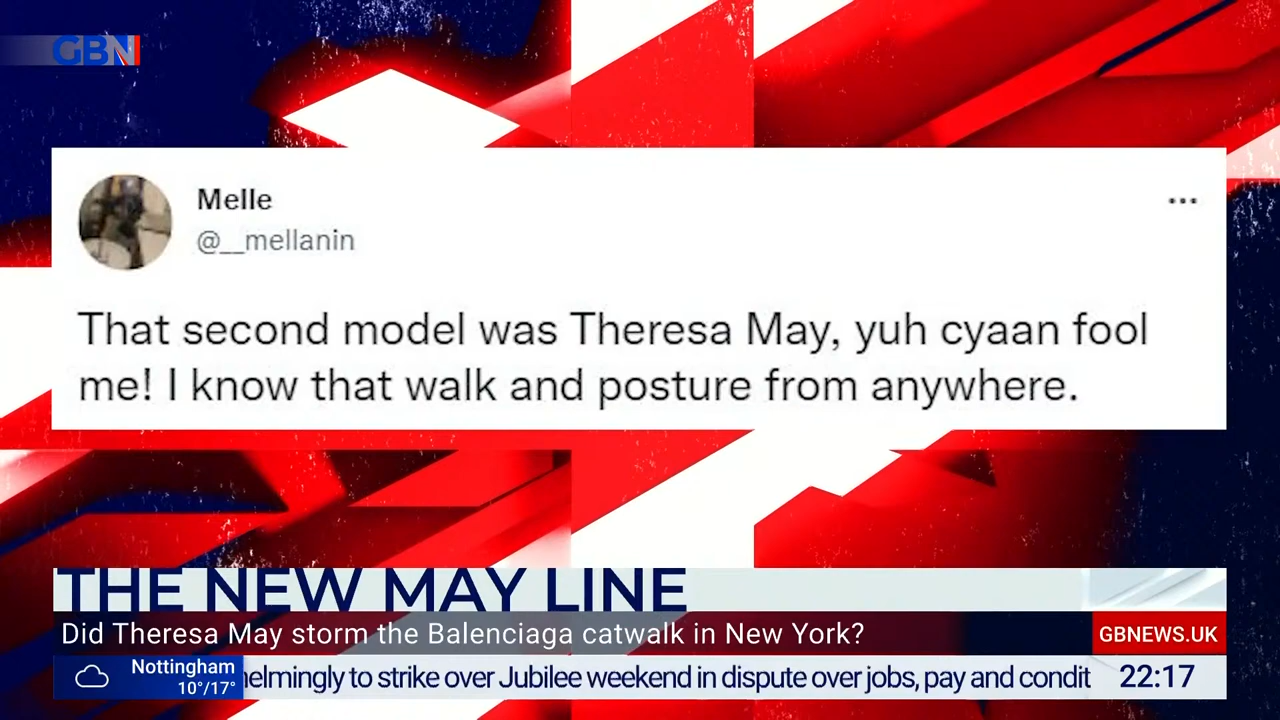 GBN
Melle
@__mellanin
That second model was Theresa May, yuh cyaan fool
me! I know that walk and posture from anywhere.
THE NEW MAY LINE
Did Theresa May storm the Balenciaga catwalk in New York?
GBNEWS.UK
Nottingham
10°/17°
helmingly to strike over Jubilee weekend in dispute over jobs, pay and condit
22:17